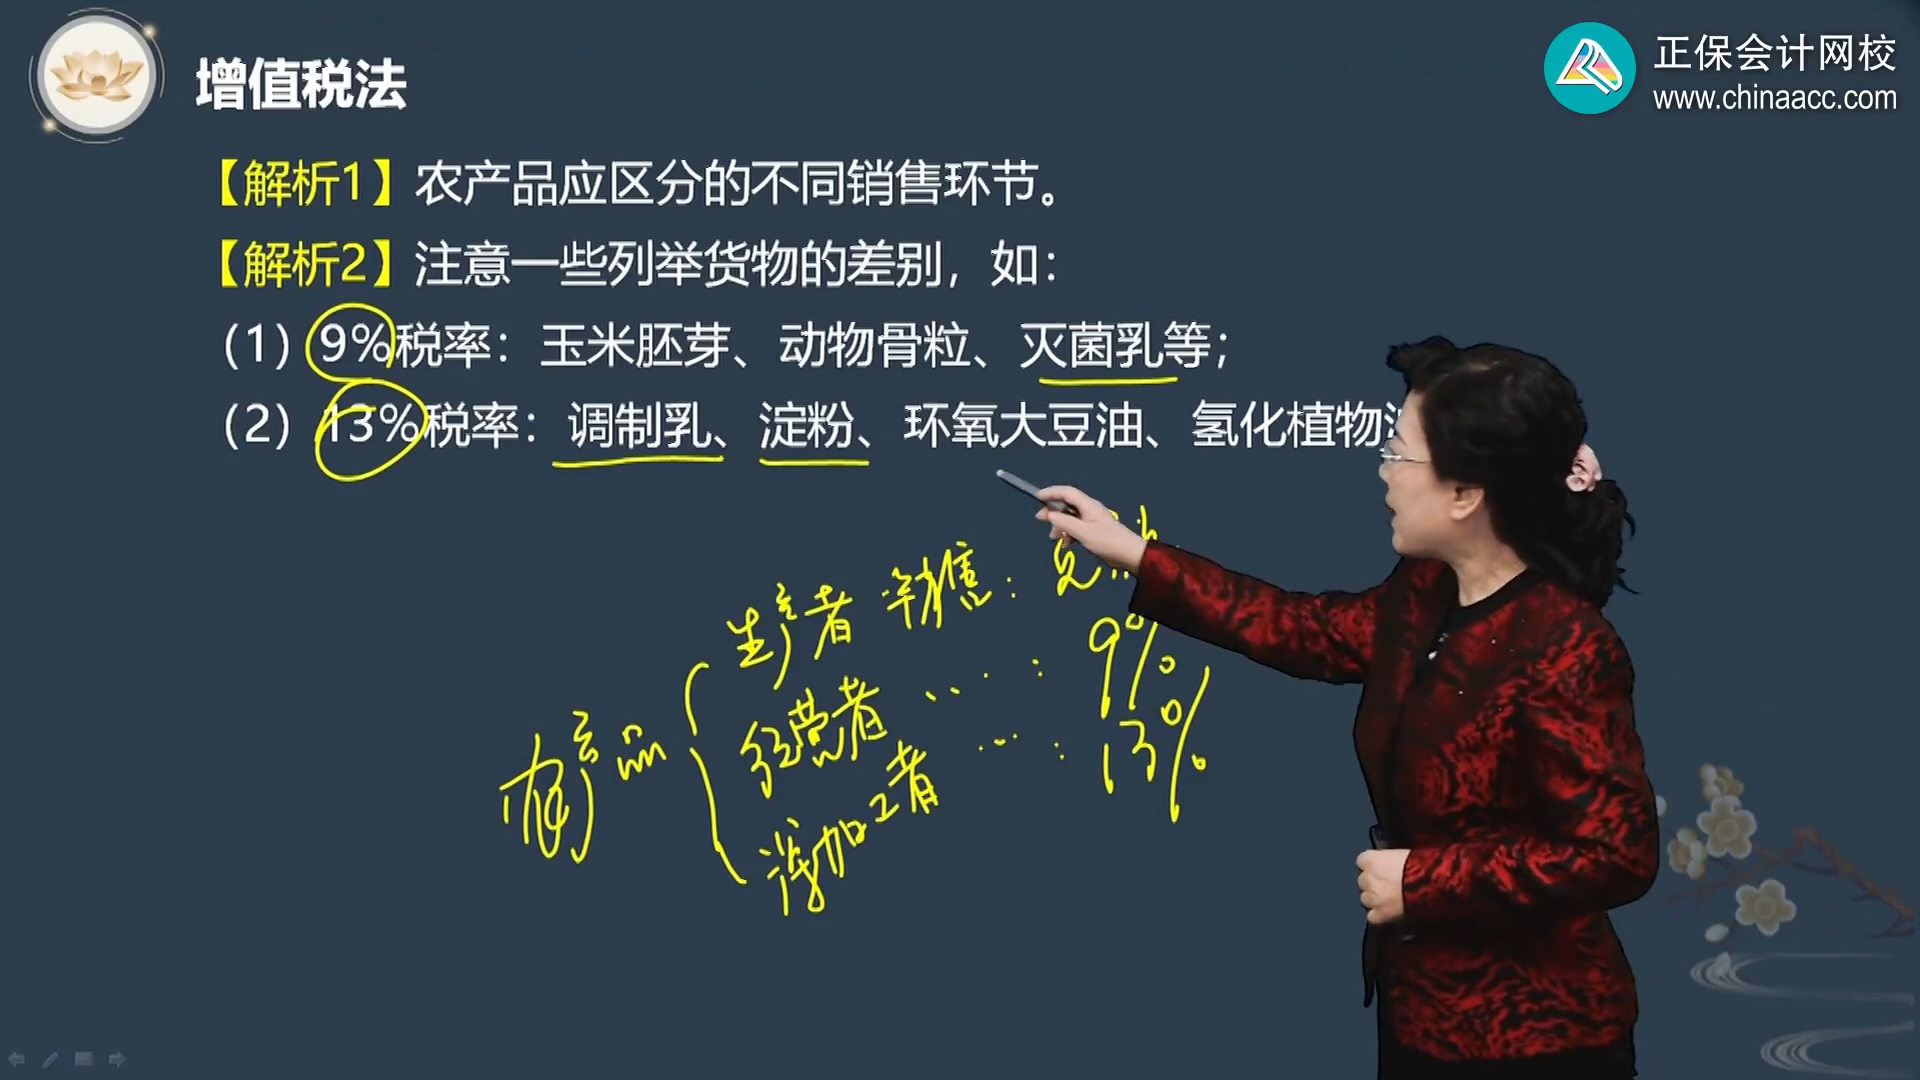 增值税法
正保会计网校
www.chinaacc.com
【解析1】农产品应区分的不同销售环节。
【解析2】注意一些列举货物的差别，如：
（1）9%税率：玉米胚芽、动物骨粒、灭菌乳等；
（2）13%税率：调制乳、淀粉、环氧大豆油、氢化植物
生产者 销售：免
农产品 经营者 …：9%
深加工者 …：13%